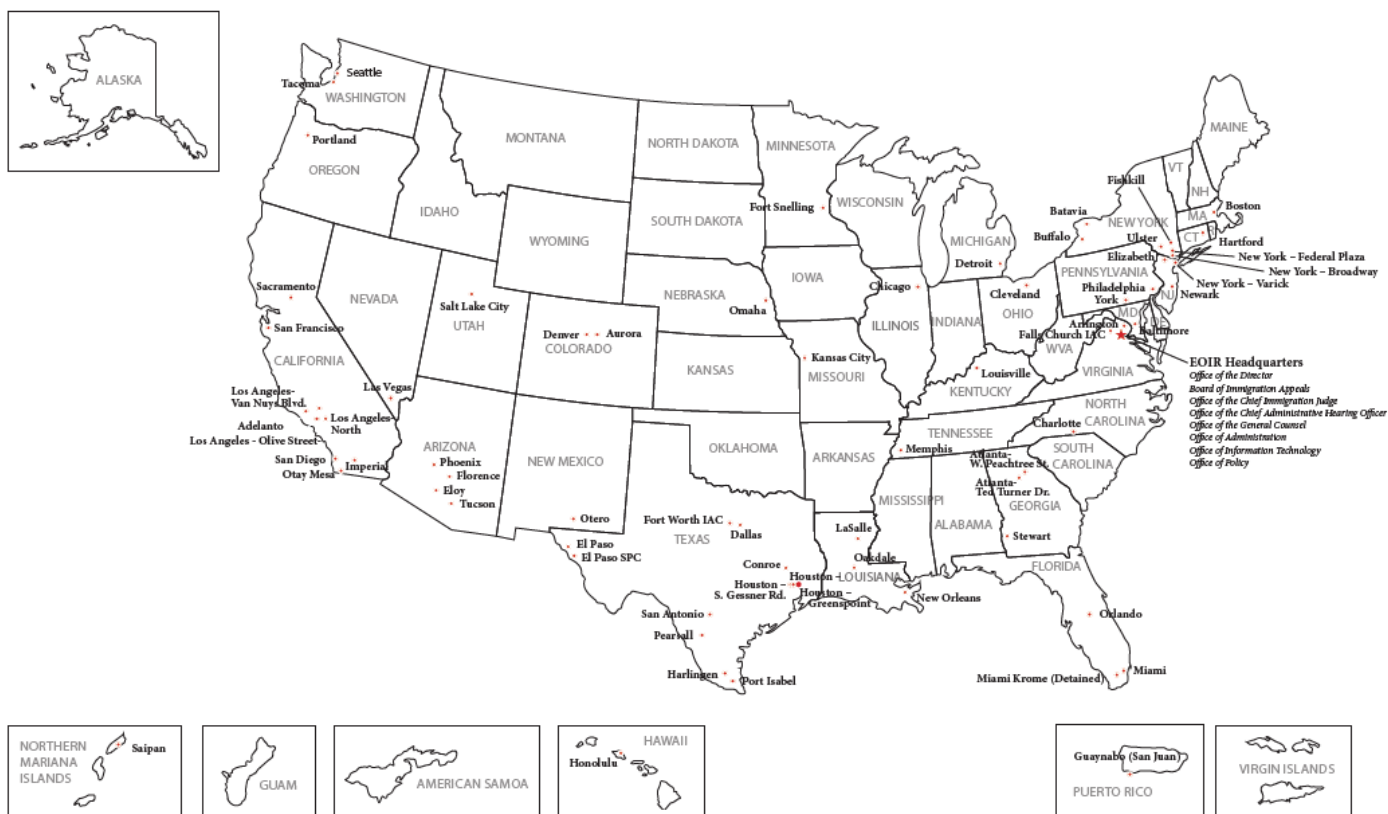 ALASKA
Seattle
Tacoma
WASHINGTON
Portland
OREGON
IDAHO
MONTANA
WYOMING
NORTH DAKOTA
SOUTH DAKOTA
NEBRASKA
Omaha
KANSAS
MINNESOTA
Fort Snelling
WISCONSIN
IOWA
MICHIGAN
Detroit
Chicago
ILLINOIS
INDIANA
Cleveland
OHIO
Kansas City
MISSOURI
Louisville
KENTUCKY
MAINE
VT
NH
MA
CT
Boston
Hartford
Fishkill
Batavia
NEW YORK
Buffalo
Ulster
Elizabeth
New York – Federal Plaza
New York – Broadway
New York – Varick
PENNSYLVANIA
Philadelphia
York
NJ
Newark
MD
DE
Arlington
Baltimore
Falls Church IAC
WVA
VIRGINIA
EOIR Headquarters
Office of the Director
Board of Immigration Appeals
Office of the Chief Immigration Judge
Office of the Chief Administrative Hearing Officer
Office of the General Counsel
Office of Administration
Office of Information Technology
Office of Policy
Sacramento
San Francisco
NEVADA
CALIFORNIA
Salt Lake City
UTAH
Denver
Aurora
COLORADO
Las Vegas
Los Angeles-
Van Nuys Blvd.
Los Angeles-
North
Adelanto
Los Angeles - Olive Street
San Diego
Imperial
Otay Mesa
ARIZONA
Phoenix
Florence
Eloy
Tucson
NEW MEXICO
Otero
El Paso
El Paso SPC
OKLAHOMA
Fort Worth IAC
Dallas
TEXAS
Conroe
Houston –
S. Gessner Rd.
Houston –
Houston –
Greenspoint
San Antonio
Pearsall
Harlingen
Port Isabel
ARKANSAS
LaSalle
Oakdale
LOUISIANA
New Orleans
TENNESSEE
Memphis
MISSISSIPPI
ALABAMA
NORTH
CAROLINA
Charlotte
SOUTH
CAROLINA
Atlanta-
W. Peachtree St.
Atlanta-
Ted Turner Dr.
GEORGIA
Stewart
FLORIDA
Orlando
Miami
Miami Krome (Detained)
NORTHERN
MARIANA
ISLANDS
Saipan
GUAM
AMERICAN SAMOA
HAWAII
Honolulu
Guaynabo (San Juan)
PUERTO RICO
VIRGIN ISLANDS